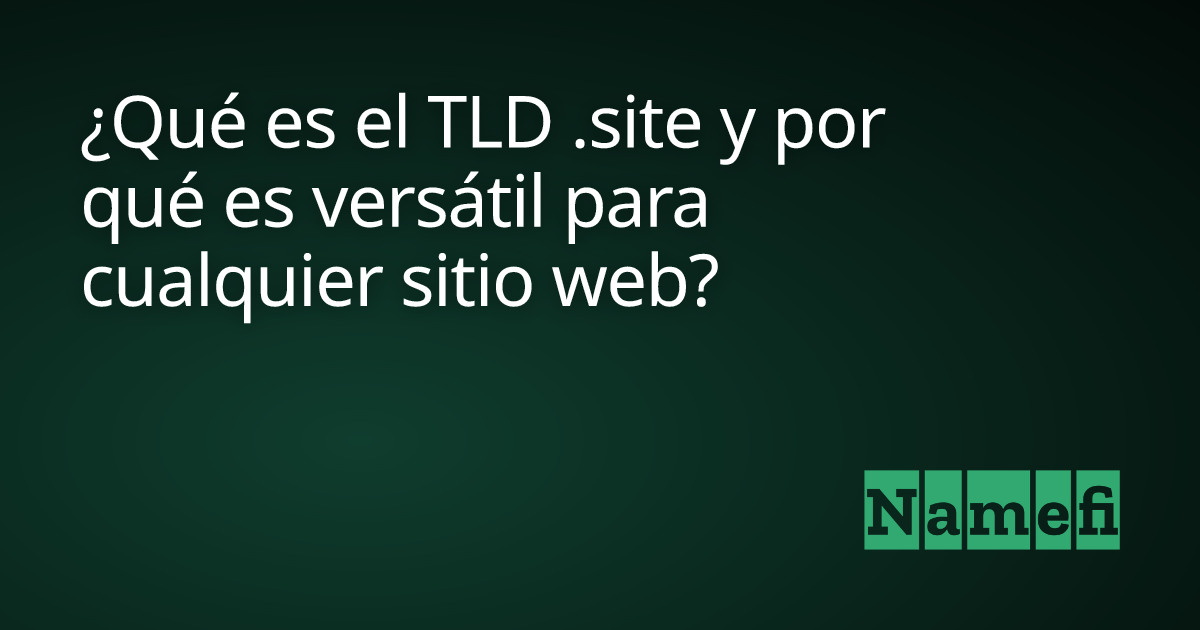 ¿Qué es el TLD .site y por
qué es versátil para
cualquier sitio web?
Namefi